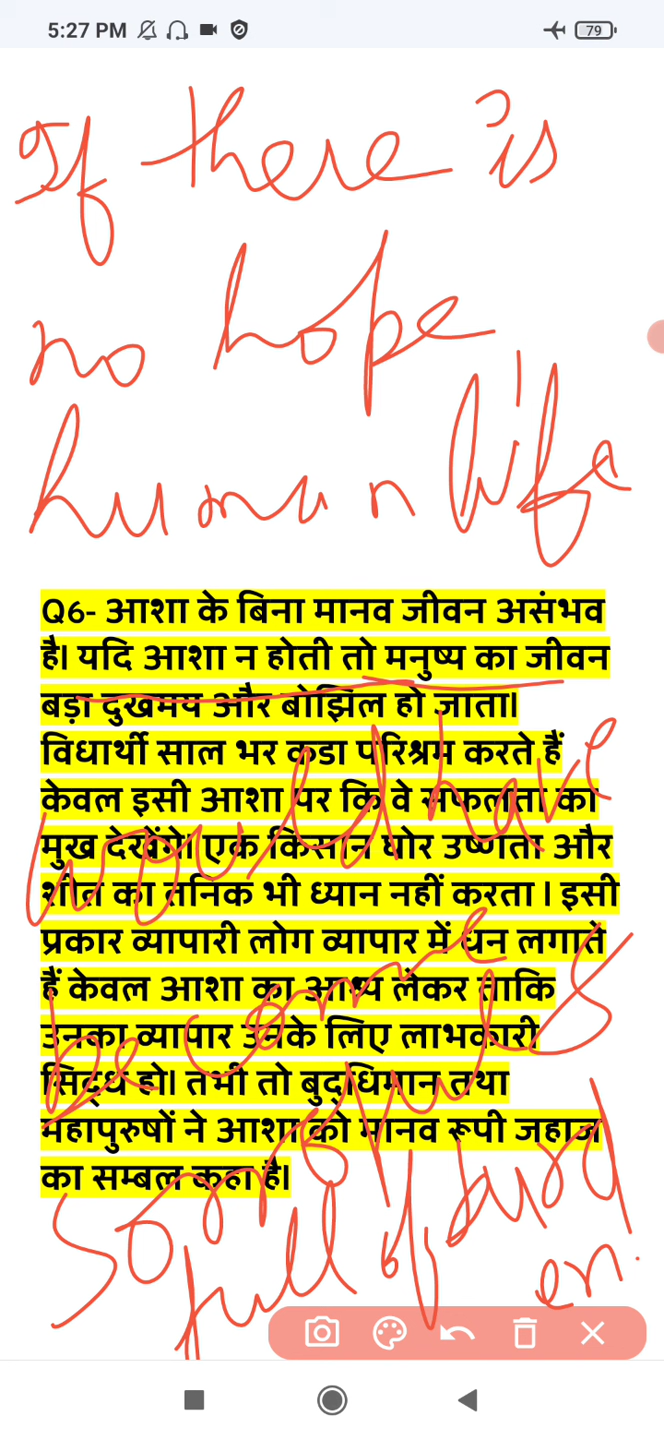 5:27 PM
79
If there is
no hope
human life
Q6- आशा के बिना मानव जीवन असंभव
है। यदि आशा न होती तो मनुष्य का जीवन
बड़ा दुखमय और बोझिल हो जाता।
विधार्थी साल भर कडा परिश्रम करते हैं
केवल इसी आशा पर कि वे सफलता का
मुख देखेंगे। एक किसान घोर उष्णता और
शीत का तनिक भी ध्यान नहीं करता । इसी
प्रकार व्यापारी लोग व्यापार में धन लगाते
हैं केवल आशा का लेकर ताकि
उनका व्यापार उनके लिए लाभकारी
सिद्ध हो। तभी तो बुद्धिमान तथा
महापुरुषों ने आशा को मानव रूपी जहाज
का सम्बल कहा है।
would have
become
sorrowful &
full of burd
en.